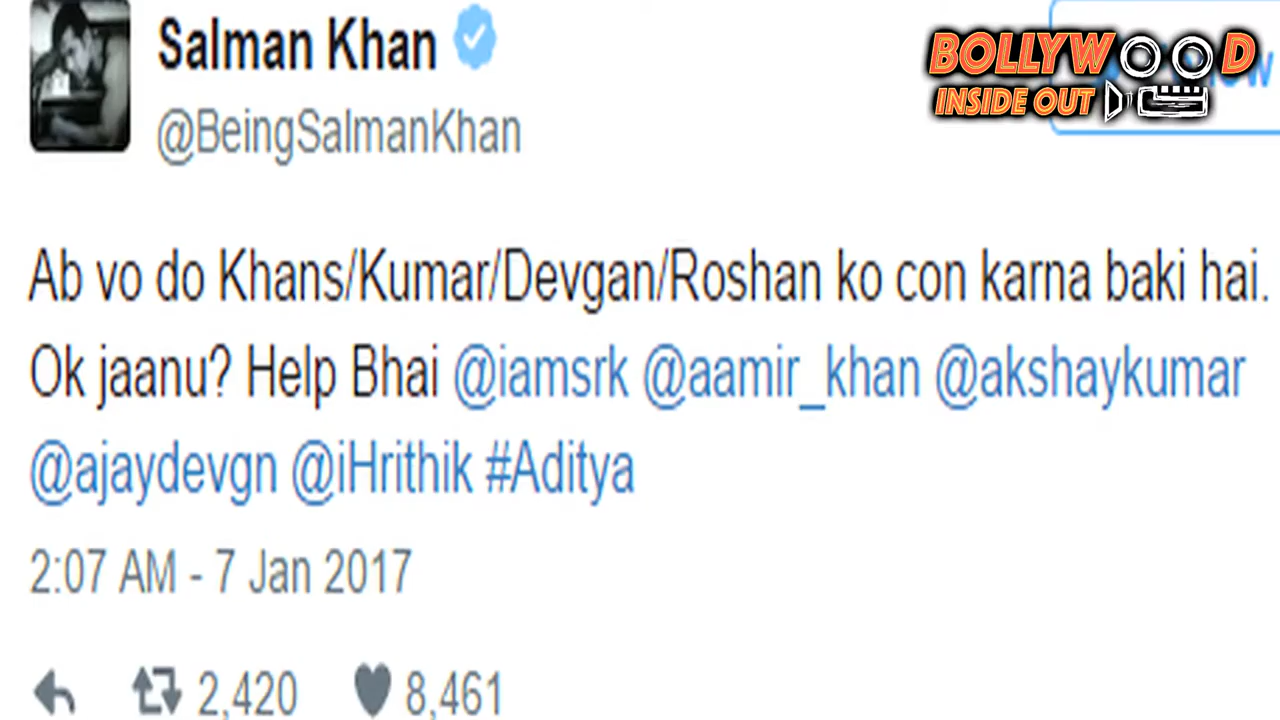 Salman Khan
@BeingSalmanKhan
BOLLYWOOD
INSIDE OUT
Ab vo do Khans/Kumar/Devgan/Roshan ko con karna baki hai.
Ok jaanu? Help Bhai @iamsrk @aamir_khan @akshaykumar
@ajaydevgn @iHrithik #Aditya
2:07 AM - 7 Jan 2017
2,420 8,461